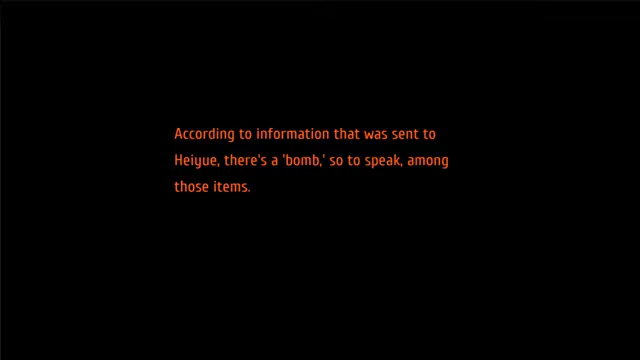 According to information that was sent to
Heiyue, there's a 'bomb,' so to speak, among
those items.